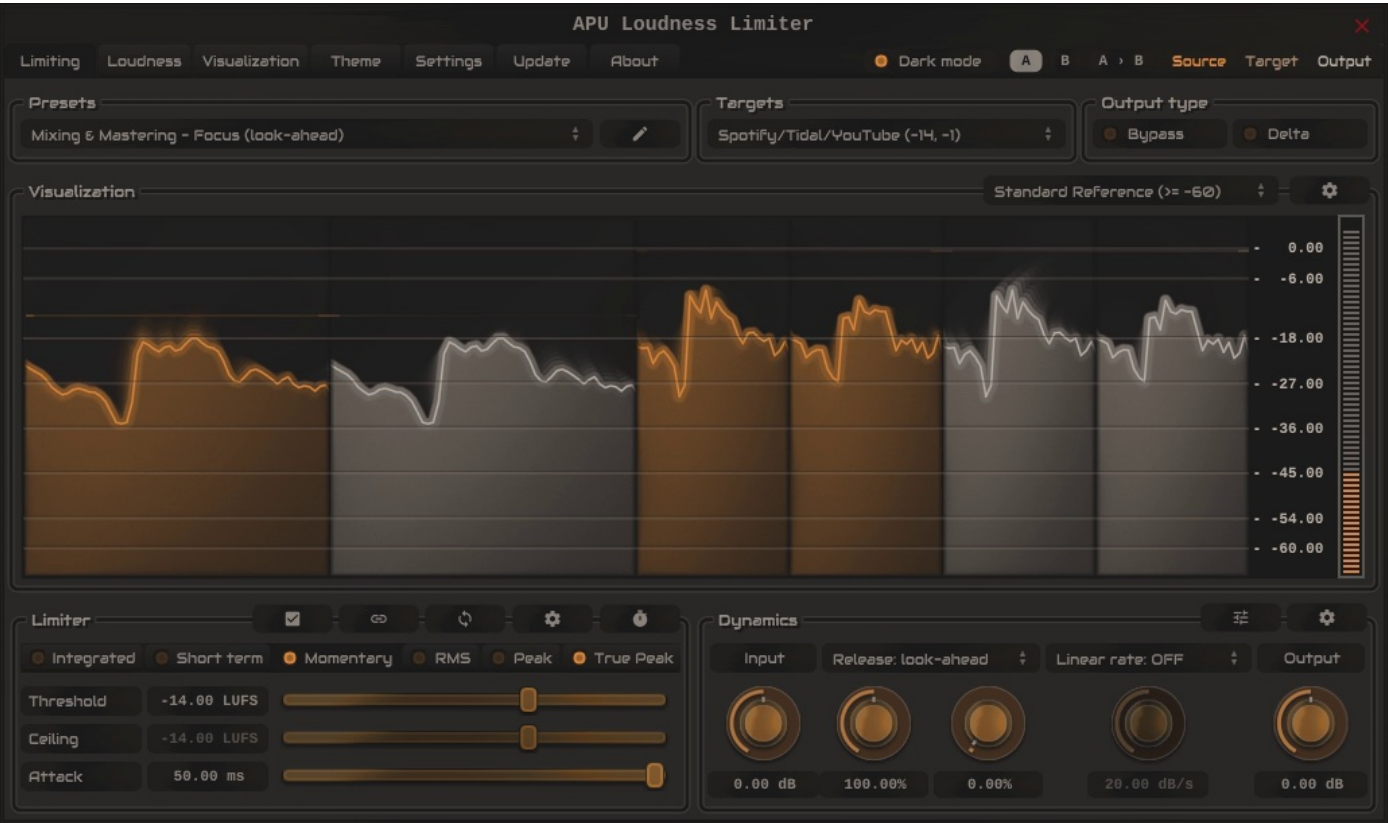 APU Loudness Limiter
Limiting Loudness Visualization Theme Settings Update About Dark mode A B A › B Source Target Output
Presets Targets Output type
Mixing & Mastering - Focus (look-ahead) Spotify/Tidal/YouTube (-14, -1) Bypass Delta
Visualization Standard Reference (>= -60)
- 0.00
- -6.00
- -18.00
- -27.00
- -36.00
- -45.00
- -54.00
- -60.00
Limiter Dynamics
Integrated Short term Momentary RMS Peak True Peak Input Release: look-ahead Linear rate: OFF Output
Threshold -14.00 LUFS
Ceiling -14.00 LUFS
Attack 50.00 ms 0.00 dB 100.00% 0.00% 20.00 dB/s 0.00 dB